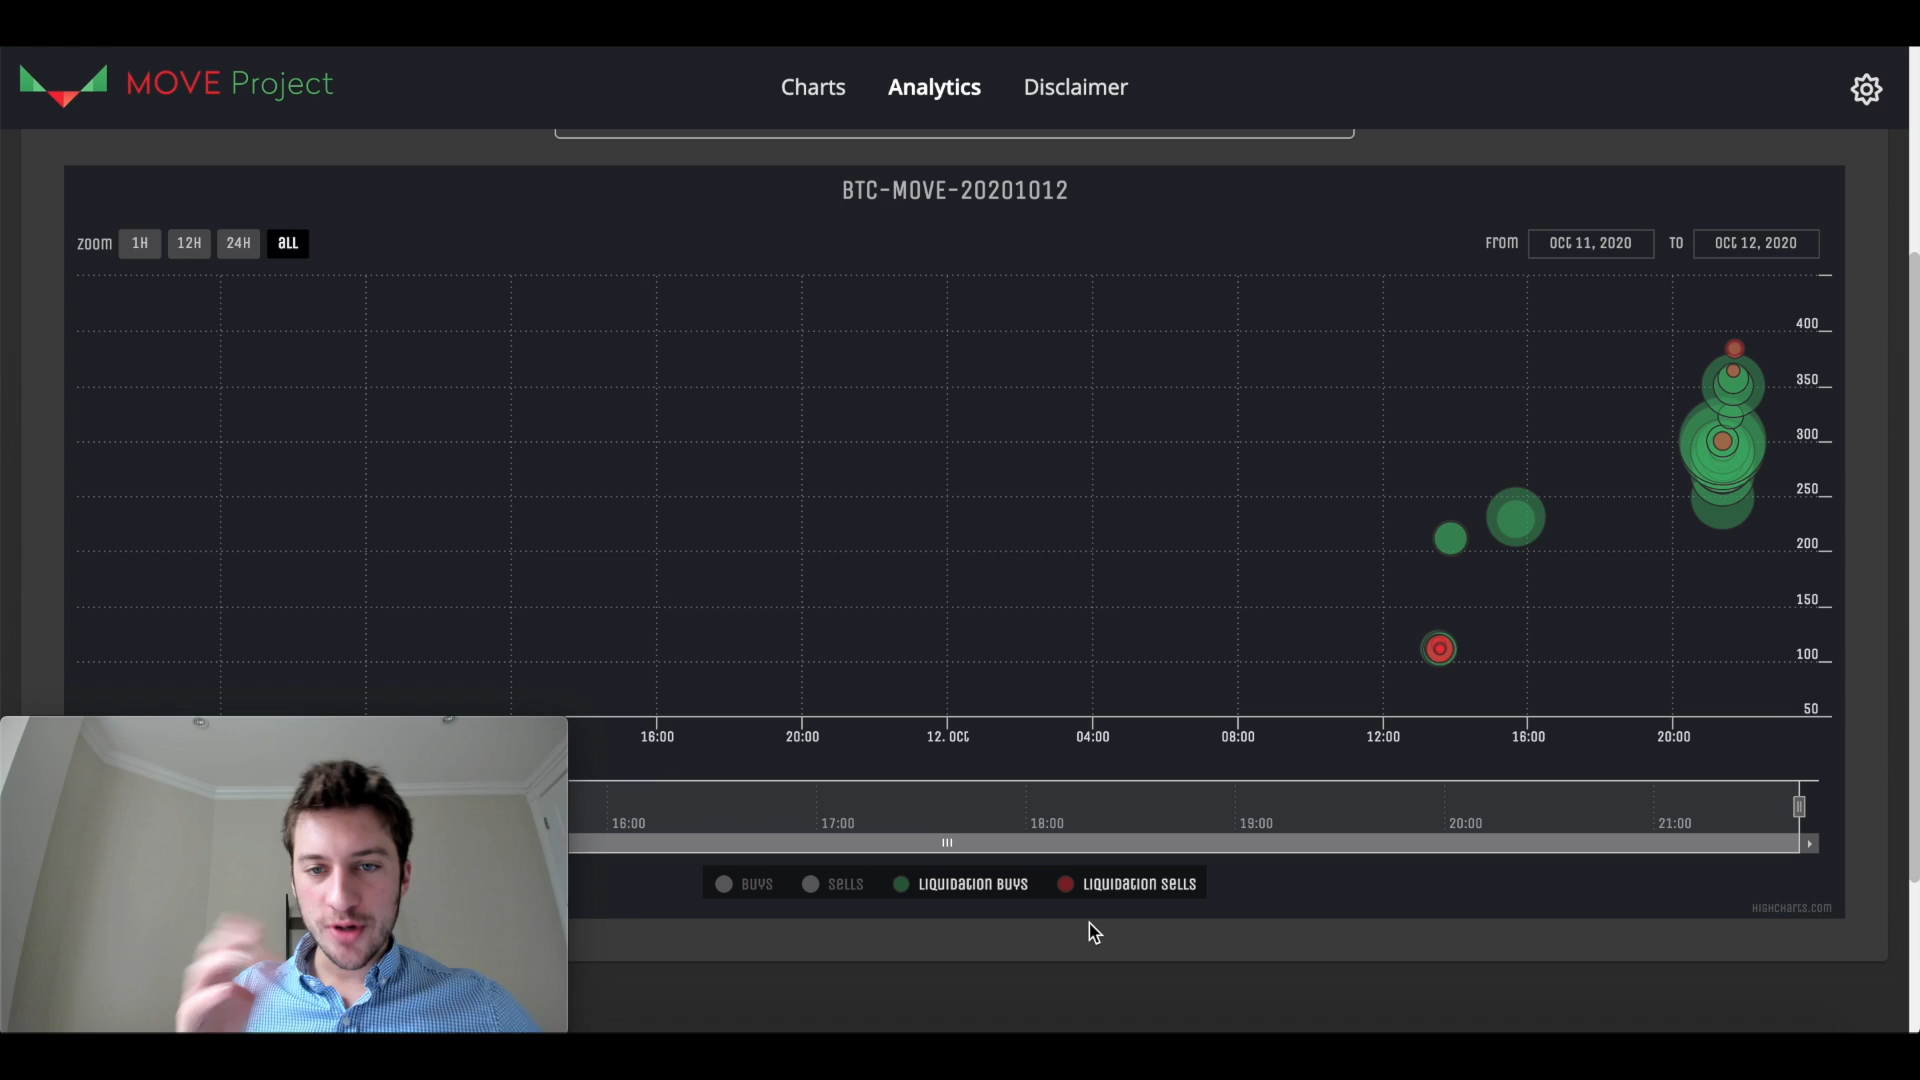 MOVE Project
Charts Analytics Disclaimer
BTC-MOVE-20201012
zoom 1H 12H 24H all
From Oct 11, 2020 To Oct 12, 2020
400
350
300
250
200
150
100
50
16:00 20:00 12. Oct 04:00 08:00 12:00 16:00 20:00
16:00 17:00 18:00 19:00 20:00 21:00
Buys Sells Liquidation Buys Liquidation Sells
Highcharts.com